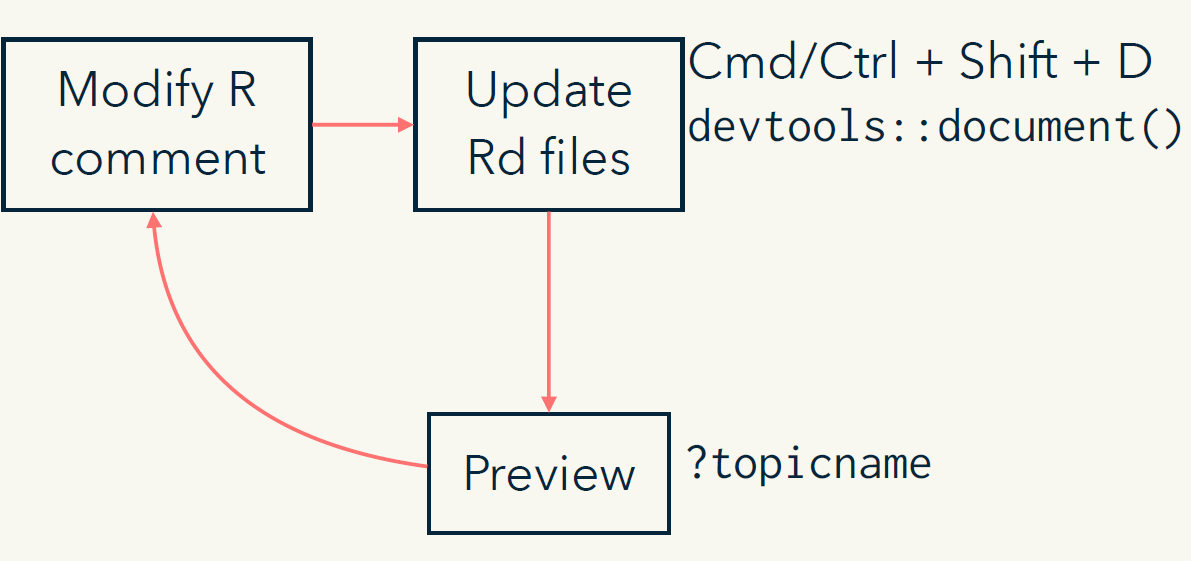 Modify R
comment
Update
Rd files
Cmd/Ctrl + Shift + D
devtools::document()
Preview
?topicname